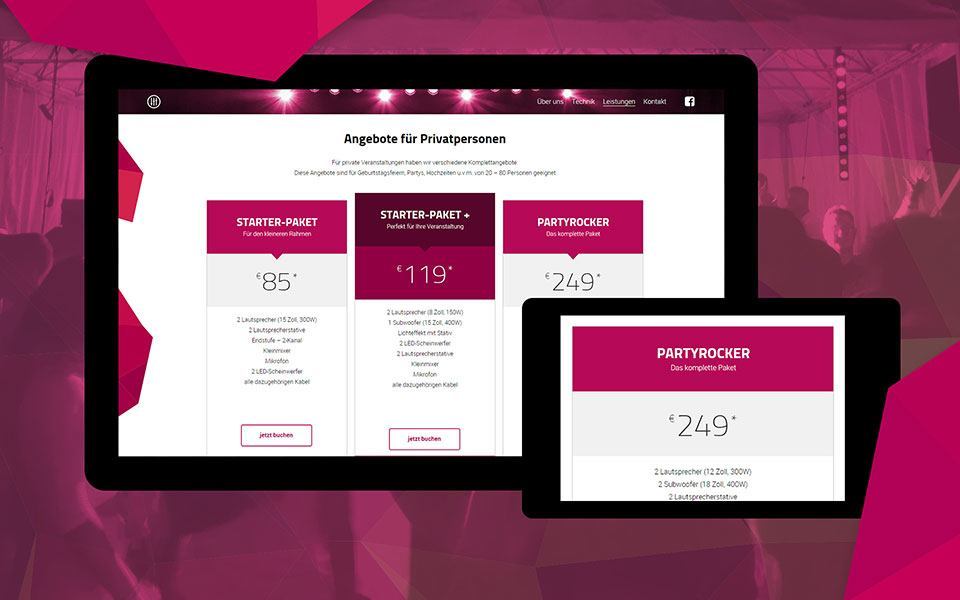 Über uns Technik Leistungen Kontakt
Angebote für Privatpersonen
Für private Veranstaltungen haben wir verschiedene Komplettangebote.
Diese Angebote sind für Geburtstagsfeiern, Partys, Hochzeiten u.v.m. von 20 – 80 Personen geeignet.
STARTER-PAKET
Für den kleineren Rahmen
€85*
2 Lautsprecher (15 Zoll, 300W)
2 Lautsprecherstative
Endstufe – 2-Kanal
Kleinmixer
Mikrofon
2 LED-Scheinwerfer
alle dazugehörigen Kabel
jetzt buchen
STARTER-PAKET +
Perfekt für Ihre Veranstaltung
€119*
2 Lautsprecher (8 Zoll, 150W)
1 Subwoofer (15 Zoll, 400W)
Lichteffekt mit Stativ
2 LED-Scheinwerfer
2 Lautsprecherstative
Kleinmixer
Mikrofon
alle dazugehörigen Kabel
jetzt buchen
PARTYROCKER
Das komplette Paket
€249*
PARTYROCKER
Das komplette Paket
€249*
2 Lautsprecher (12 Zoll, 300W)
2 Subwoofer (18 Zoll, 400W)
2 Lautsprecherstative